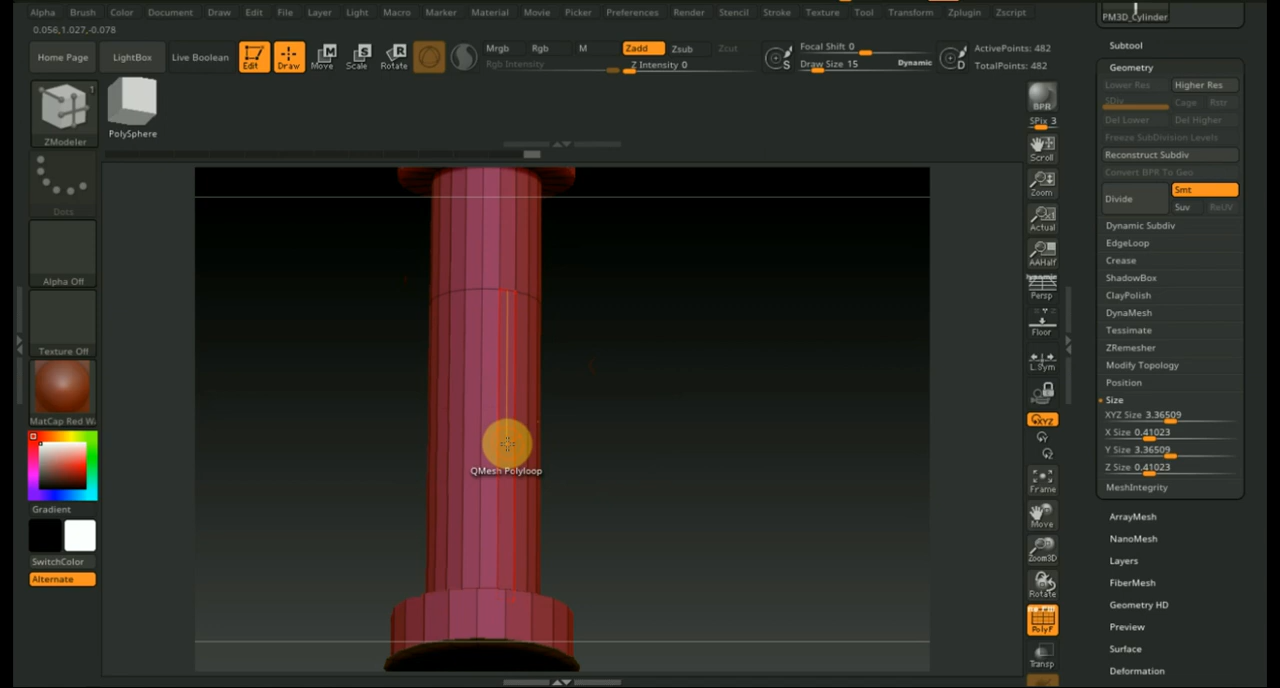 Alpha Brush Color Document Draw Edit File Layer Light Macro Marker Material Movie Picker Preferences Render Stencil Stroke Texture Tool Transform Zplugin Zscript
0.056,1.027,-0.078
Home Page
LightBox
Live Boolean
Edit
Draw
Move
Scale
Rotate
Mrgb Rgb M
Rgb Intensity
Zadd Zsub Zcut
Z Intensity 0
S
Focal Shift 0
Draw Size 15 Dynamic
D
ActivePoints: 482
TotalPoints: 482
1
ZModeler
PolySphere
Dots
Alpha Off
Texture Off
MatCap Red W
Gradient
SwitchColor
Alternate
QMesh Polyloop
BPR
SPix 3
Scroll
Zoom
Actual
AAHalf
Dynamic
Persp
Floor
L.Sym
XYZ
Y
Z
Frame
Move
Zoom3D
Rotate
PolyF
Transp
PM3D_Cylinder
Subtool
Geometry
Lower Res Higher Res
SDiv Cage Rstr
Del Lower Del Higher
Freeze SubDivision Levels
Reconstruct Subdiv
Convert BPR To Geo
Divide
Smt
Suv ReUV
Dynamic Subdiv
EdgeLoop
Crease
ShadowBox
ClayPolish
DynaMesh
Tessimate
ZRemesher
Modify Topology
Position
Size
XYZ Size 3.36509
X Size 0.41023
Y Size 3.36509
Z Size 0.41023
MeshIntegrity
ArrayMesh
NanoMesh
Layers
FiberMesh
Geometry HD
Preview
Surface
Deformation